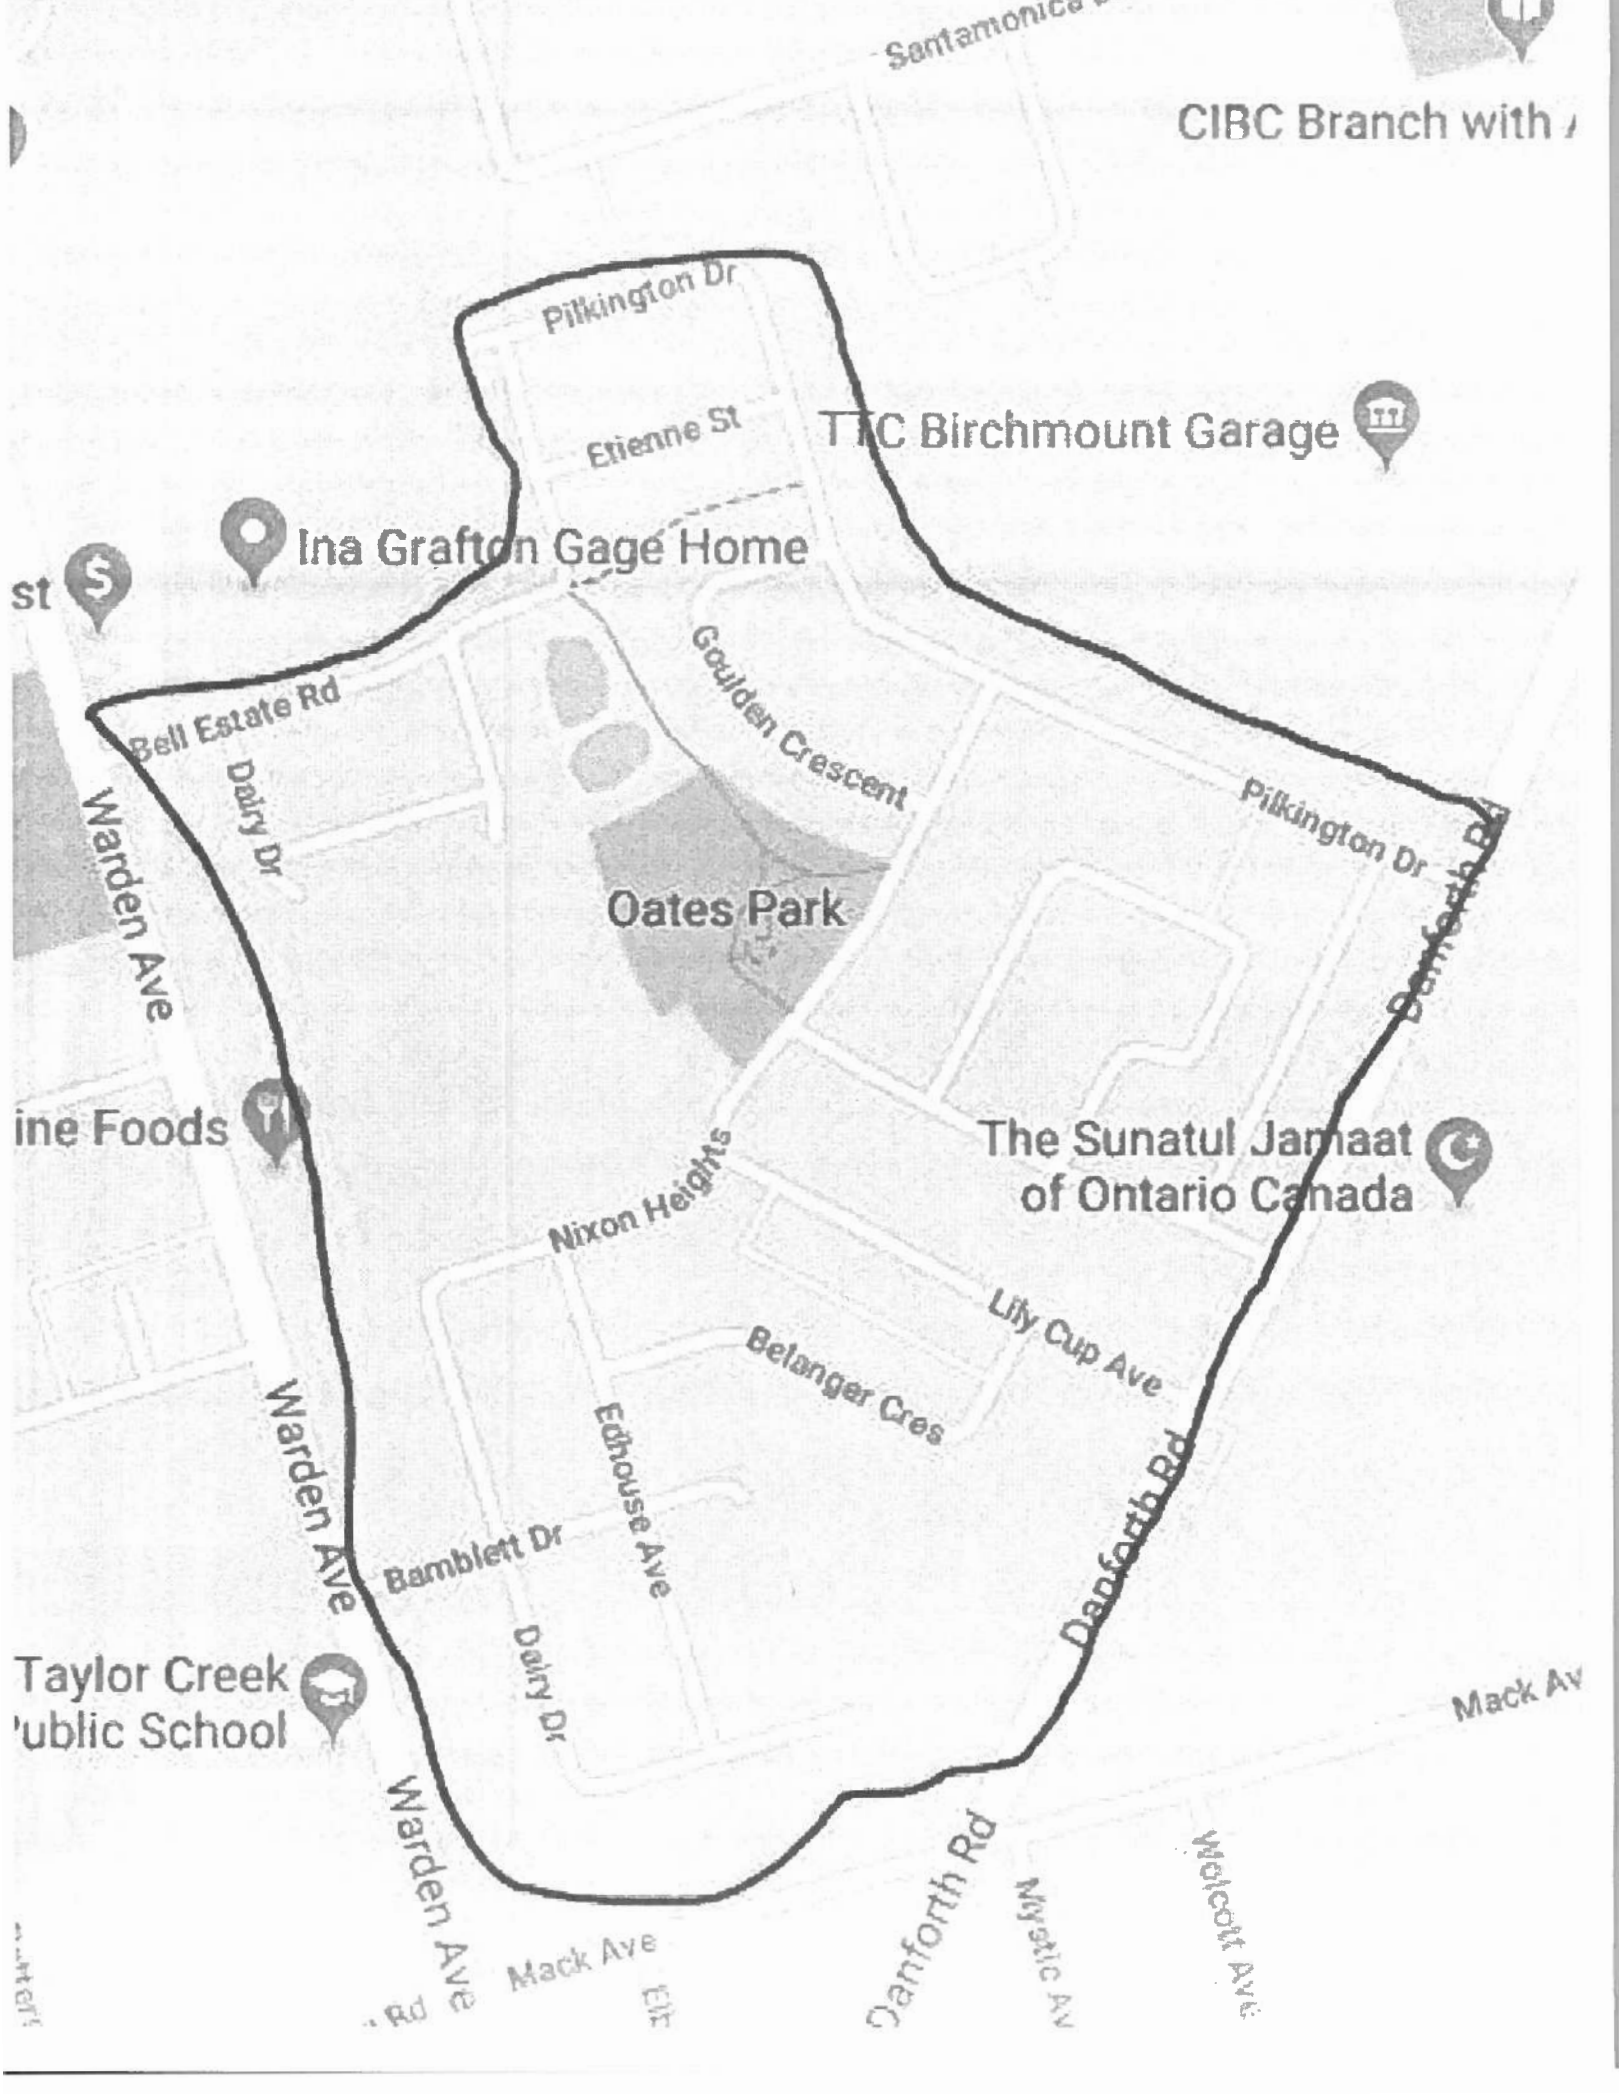 Santamonica
CIBC Branch with
Pilkington Dr
Etienne St
TTC Birchmount Garage
Ina Grafton Gage Home
st
$
Bell Estate Rd
Goulden Crescent
Dairy Dr
Warden Ave
Pilkington Dr
Danforth Rd
Oates Park
ine Foods
The Sunatul Jamaat
of Ontario Canada
Nixon Heights
Lily Cup Ave
Belanger Cres
Warden Ave
Edhouse Ave
Danforth Rd
Bamblett Dr
Dairy Dr
Taylor Creek
ublic School
Mack Av
Warden Ave
Danforth Rd
Wolcott Ave
Mystic Av
Mack Ave
Rd